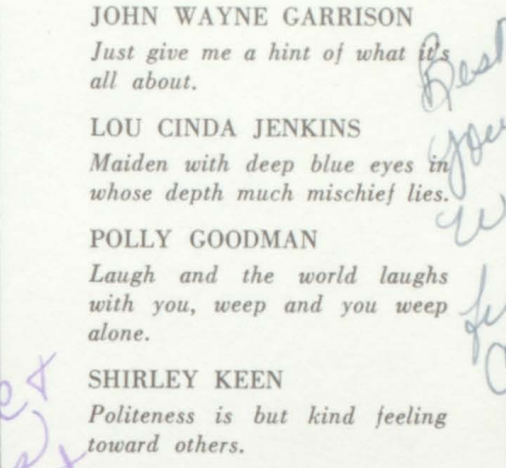 JOHN WAYNE GARRISON
Just give me a hint of what it's
all about.
LOU CINDA JENKINS
Maiden with deep blue eyes in
whose depth much mischief lies.
POLLY GOODMAN
Laugh and the world laughs
with you, weep and you weep
alone.
SHIRLEY KEEN
Politeness is but kind feeling
toward others.
Best
you